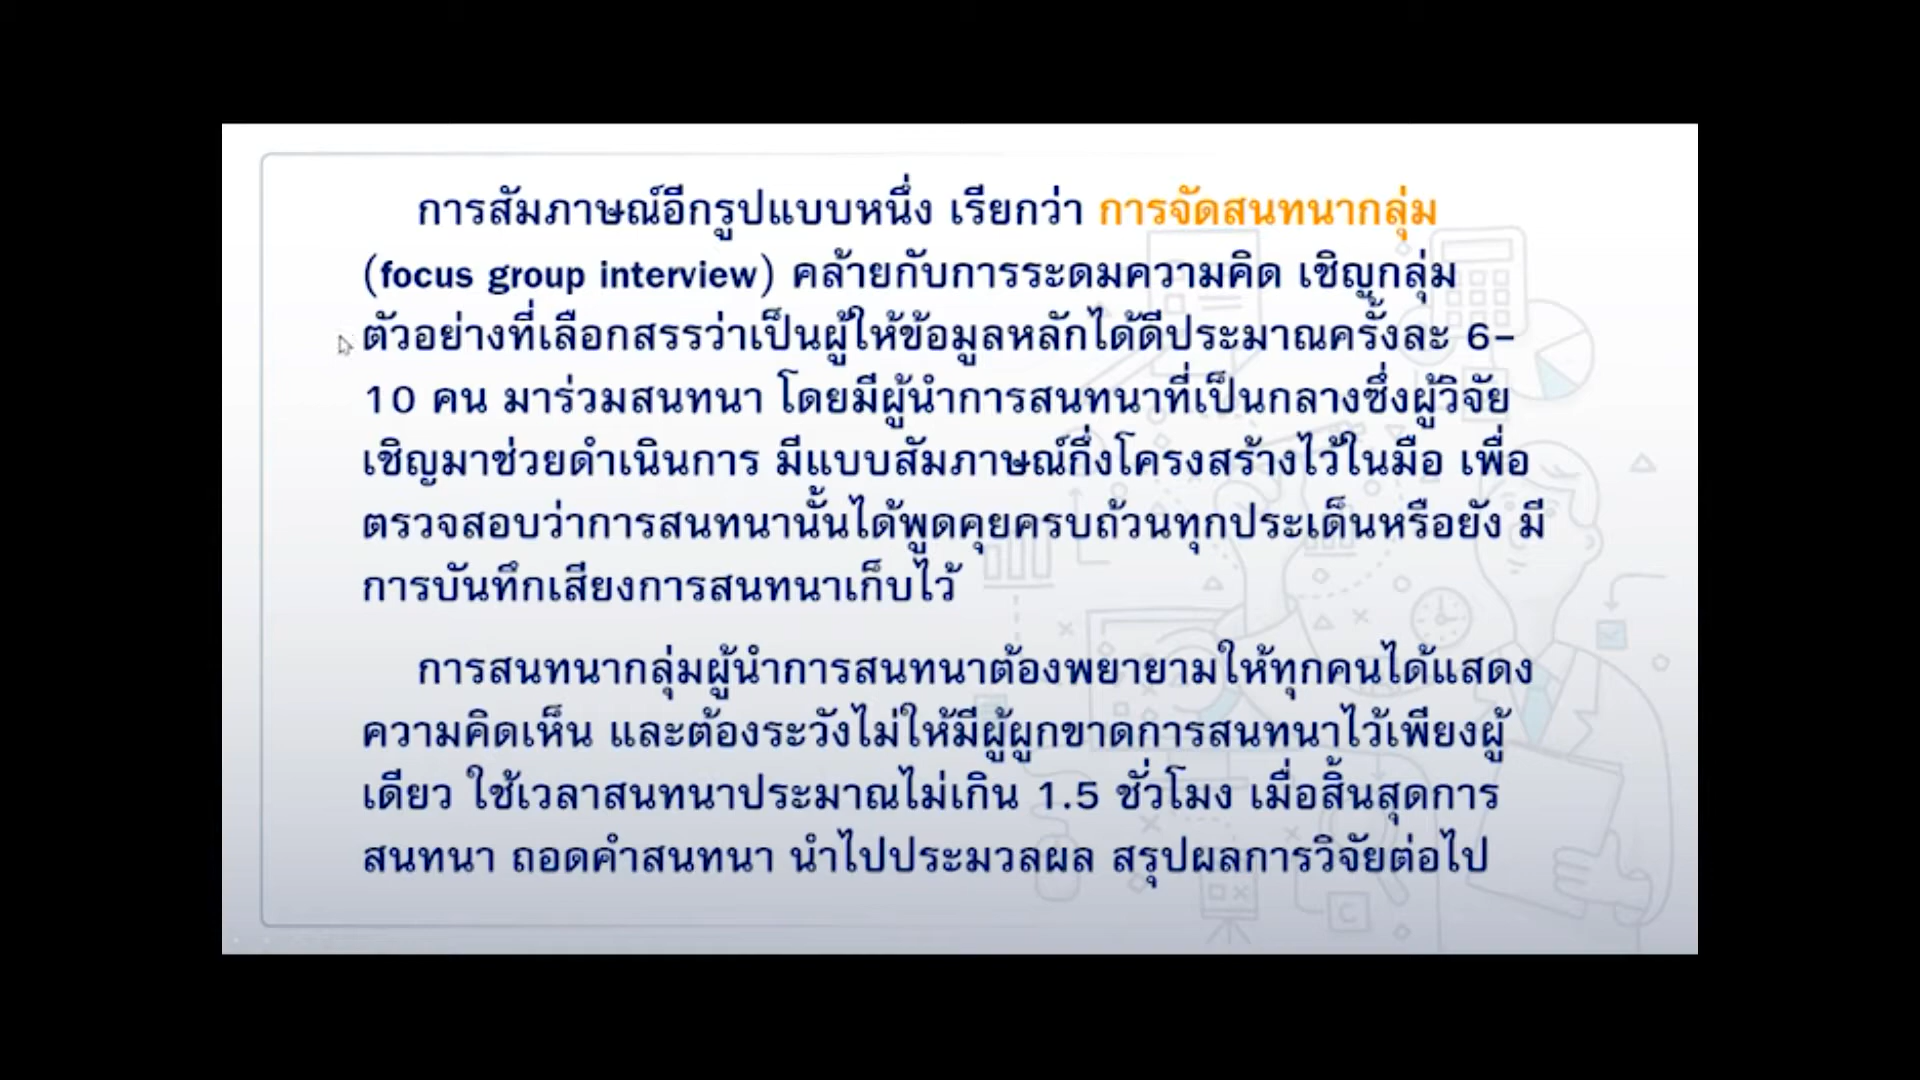 การสัมภาษณ์อีกรูปแบบหนึ่ง เรียกว่า การจัดสนทนากลุ่ม
(focus group interview) คล้ายกับการระดมความคิด เชิญกลุ่ม
ตัวอย่างที่เลือกสรรว่าเป็นผู้ให้ข้อมูลหลักได้ดีประมาณครั้งละ 6-
10 คน มาร่วมสนทนา โดยมีผู้นำการสนทนาที่เป็นกลางซึ่งผู้วิจัย
เชิญมาช่วยดำเนินการ มีแบบสัมภาษณ์กึ่งโครงสร้างไว้ในมือ เพื่อ
ตรวจสอบว่าการสนทนานั้นได้พูดคุยครบถ้วนทุกประเด็นหรือยัง มี
การบันทึกเสียงการสนทนาเก็บไว้
การสนทนากลุ่มผู้นำการสนทนาต้องพยายามให้ทุกคนได้แสดง
ความคิดเห็น และต้องระวังไม่ให้มีผู้ผูกขาดการสนทนาไว้เพียงผู้
เดียว ใช้เวลาสนทนาประมาณไม่เกิน 1.5 ชั่วโมง เมื่อสิ้นสุดการ
สนทนา ถอดคำสนทนา นำไปประมวลผล สรุปผลการวิจัยต่อไป